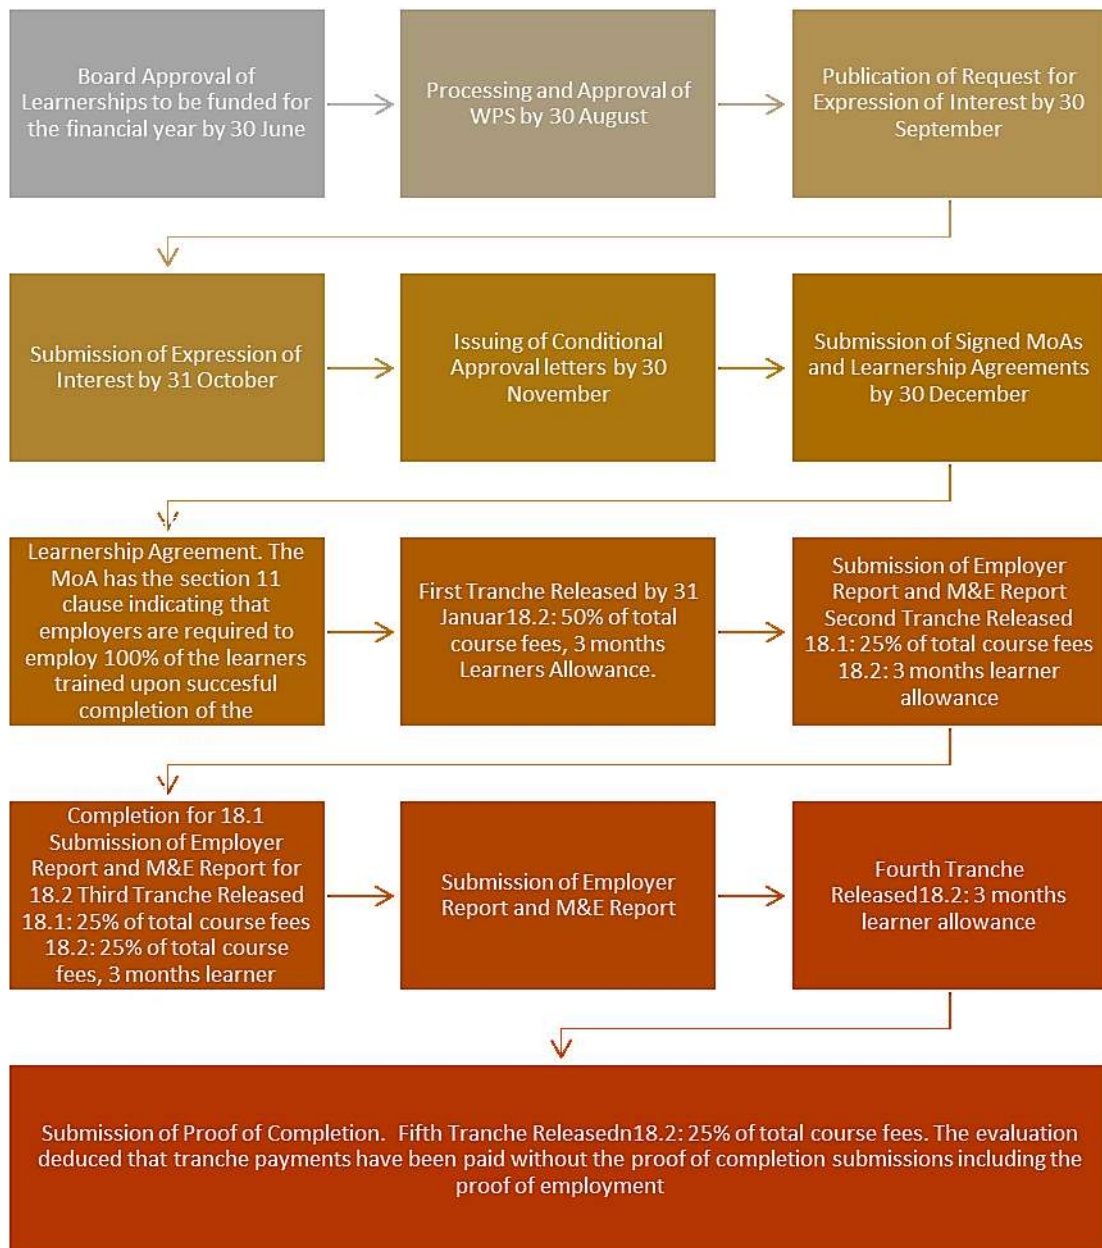 Board Approval of
Learnerships to be funded for
the financial year by 30 June
Processing and Approval of
WPS by 30 August
Publication of Request for
Expression of Interest by 30
September
Submission of Expression of
Interest by 31 October
Issuing of Conditional
Approval letters by 30
November
Submission of Signed MoAs
and Learnership Agreements
by 30 December
Learnership Agreement. The
MoA has the section 11
clause indicating that
employers are required to
employ 100% of the learners
trained upon succesful
completion of the
First Tranche Released by 31
Januar18.2: 50% of total
course fees, 3 months
Learners Allowance.
Submission of Employer
Report and M&E Report
Second Tranche Released
18.1: 25% of total course fees
18.2: 3 months learner
allowance
Completion for 18.1
Submission of Employer
Report and M&E Report for
18.2 Third Tranche Released
18.1: 25% of total course fees
18.2: 25% of total course
fees, 3 months learner
Submission of Employer
Report and M&E Report
Fourth Tranche
Released18.2: 3 months
learner allowance
Submission of Proof of Completion.  Fifth Tranche Releasedn18.2: 25% of total course fees. The evaluation
deduced that tranche payments have been paid without the proof of completion submissions including the
proof of employment